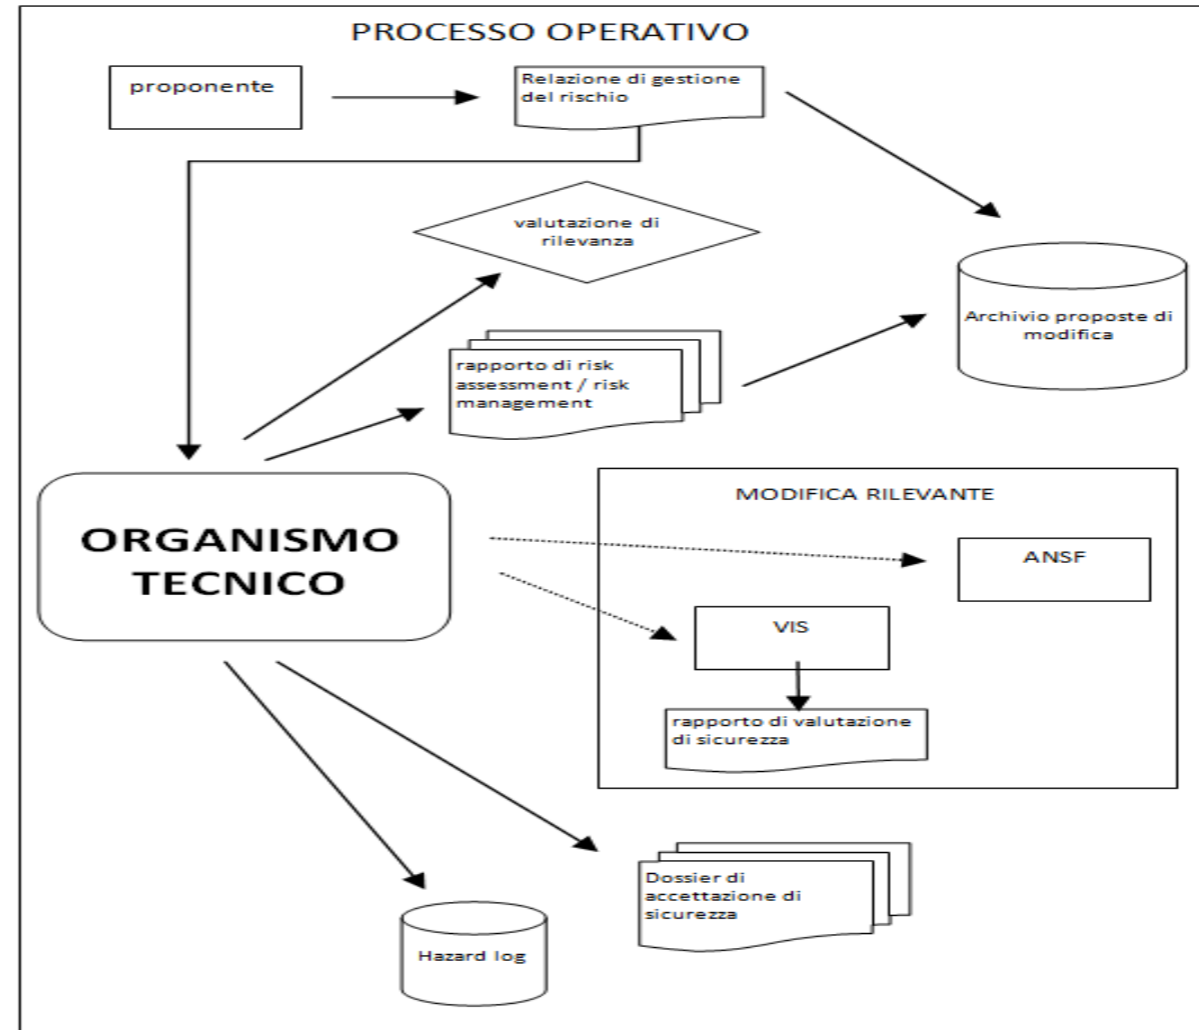 PROCESSO OPERATIVO
proponente
Relazione di gestione
del rischio
valutazione di
rilevanza
Archivio proposte di
modifica
rapporto di risk
assessment / risk
management
ORGANISMO
TECNICO
MODIFICA RILEVANTE
ANSF
VIS
rapporto di valutazione
di sicurezza
Dossier di
accettazione di
sicurezza
Hazard log